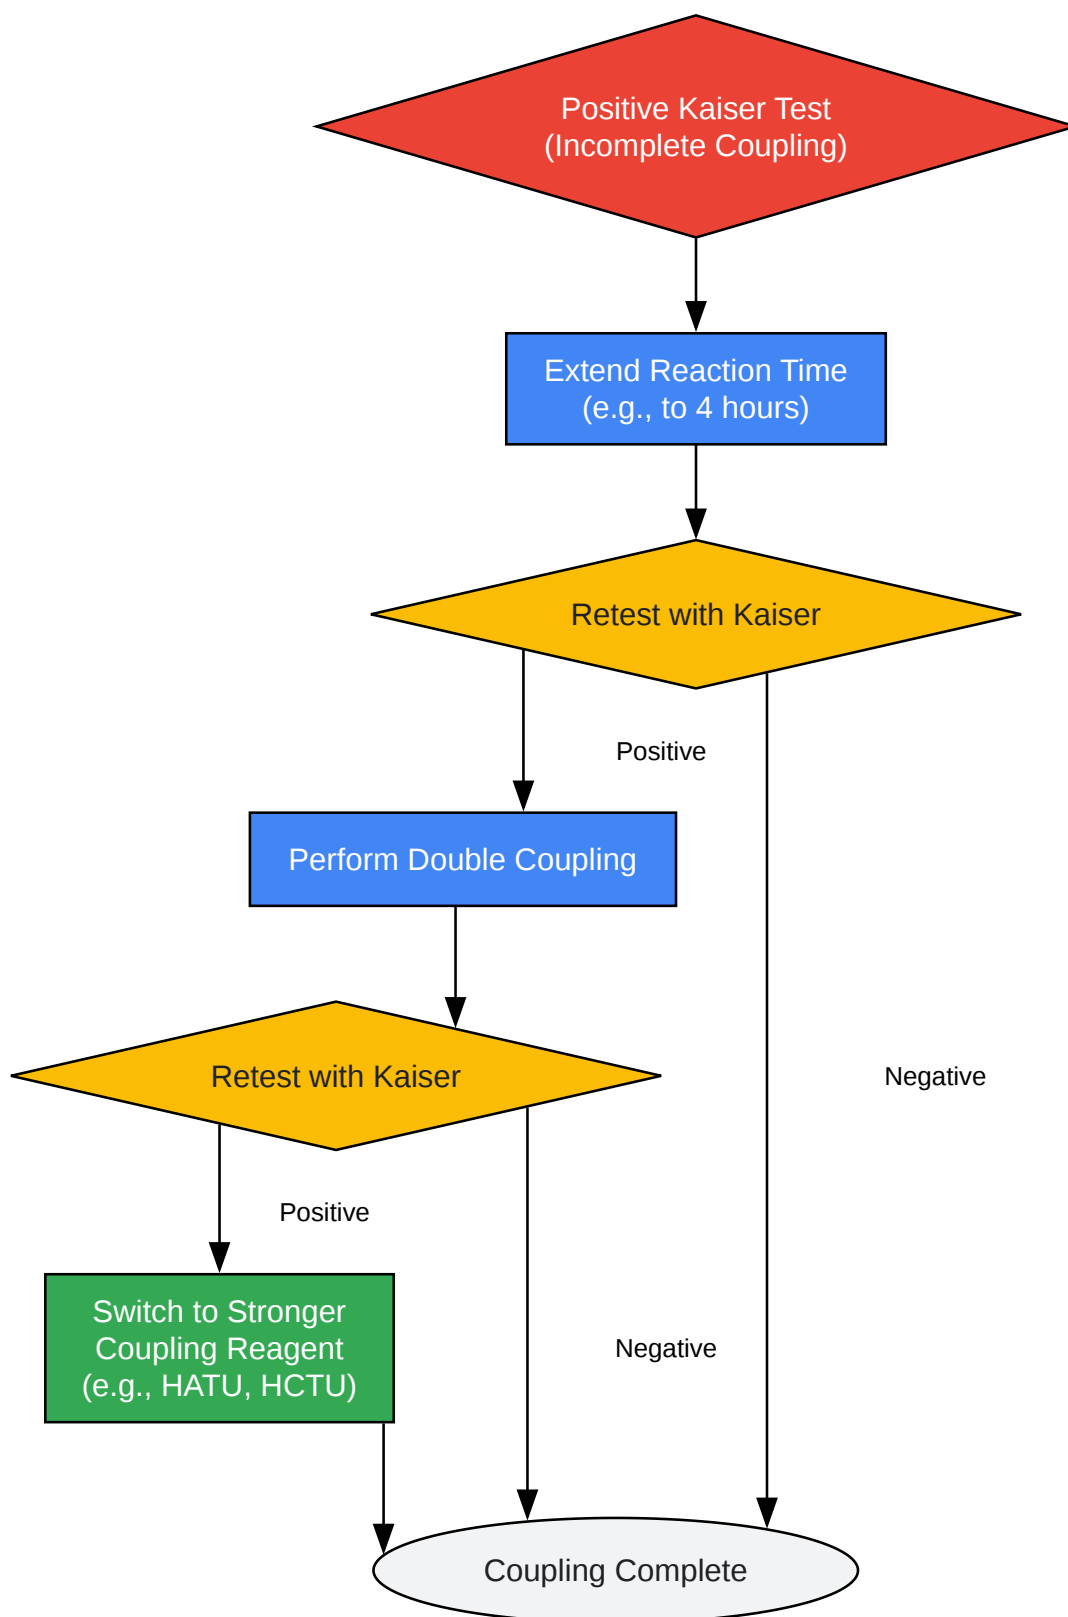 Positive Kaiser Test
(Incomplete Coupling)
Extend Reaction Time
(e.g., to 4 hours)
Retest with Kaiser
Positive
Perform Double Coupling
Retest with Kaiser
Negative
Positive
Switch to Stronger
Coupling Reagent
(e.g., HATU, HCTU)
Negative
Coupling Complete